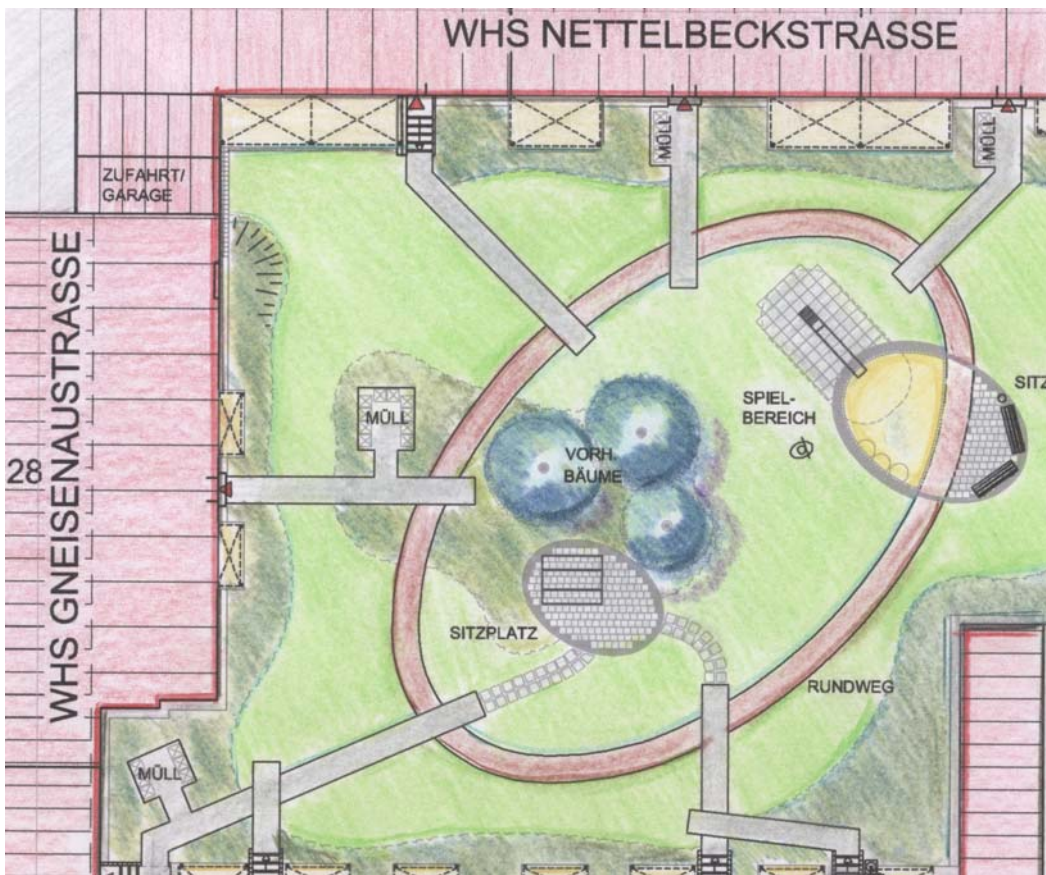 WHS NETTELBECKSTRASSE
ZUFAHRT/
GARAGE
MÜLL
MÜLL
WHS GNEISENAUSTRASSE
28
MÜLL
SPIEL-
BEREICH
SITZ
VORH.
BÄUME
SITZPLATZ
RUNDWEG
MÜLL